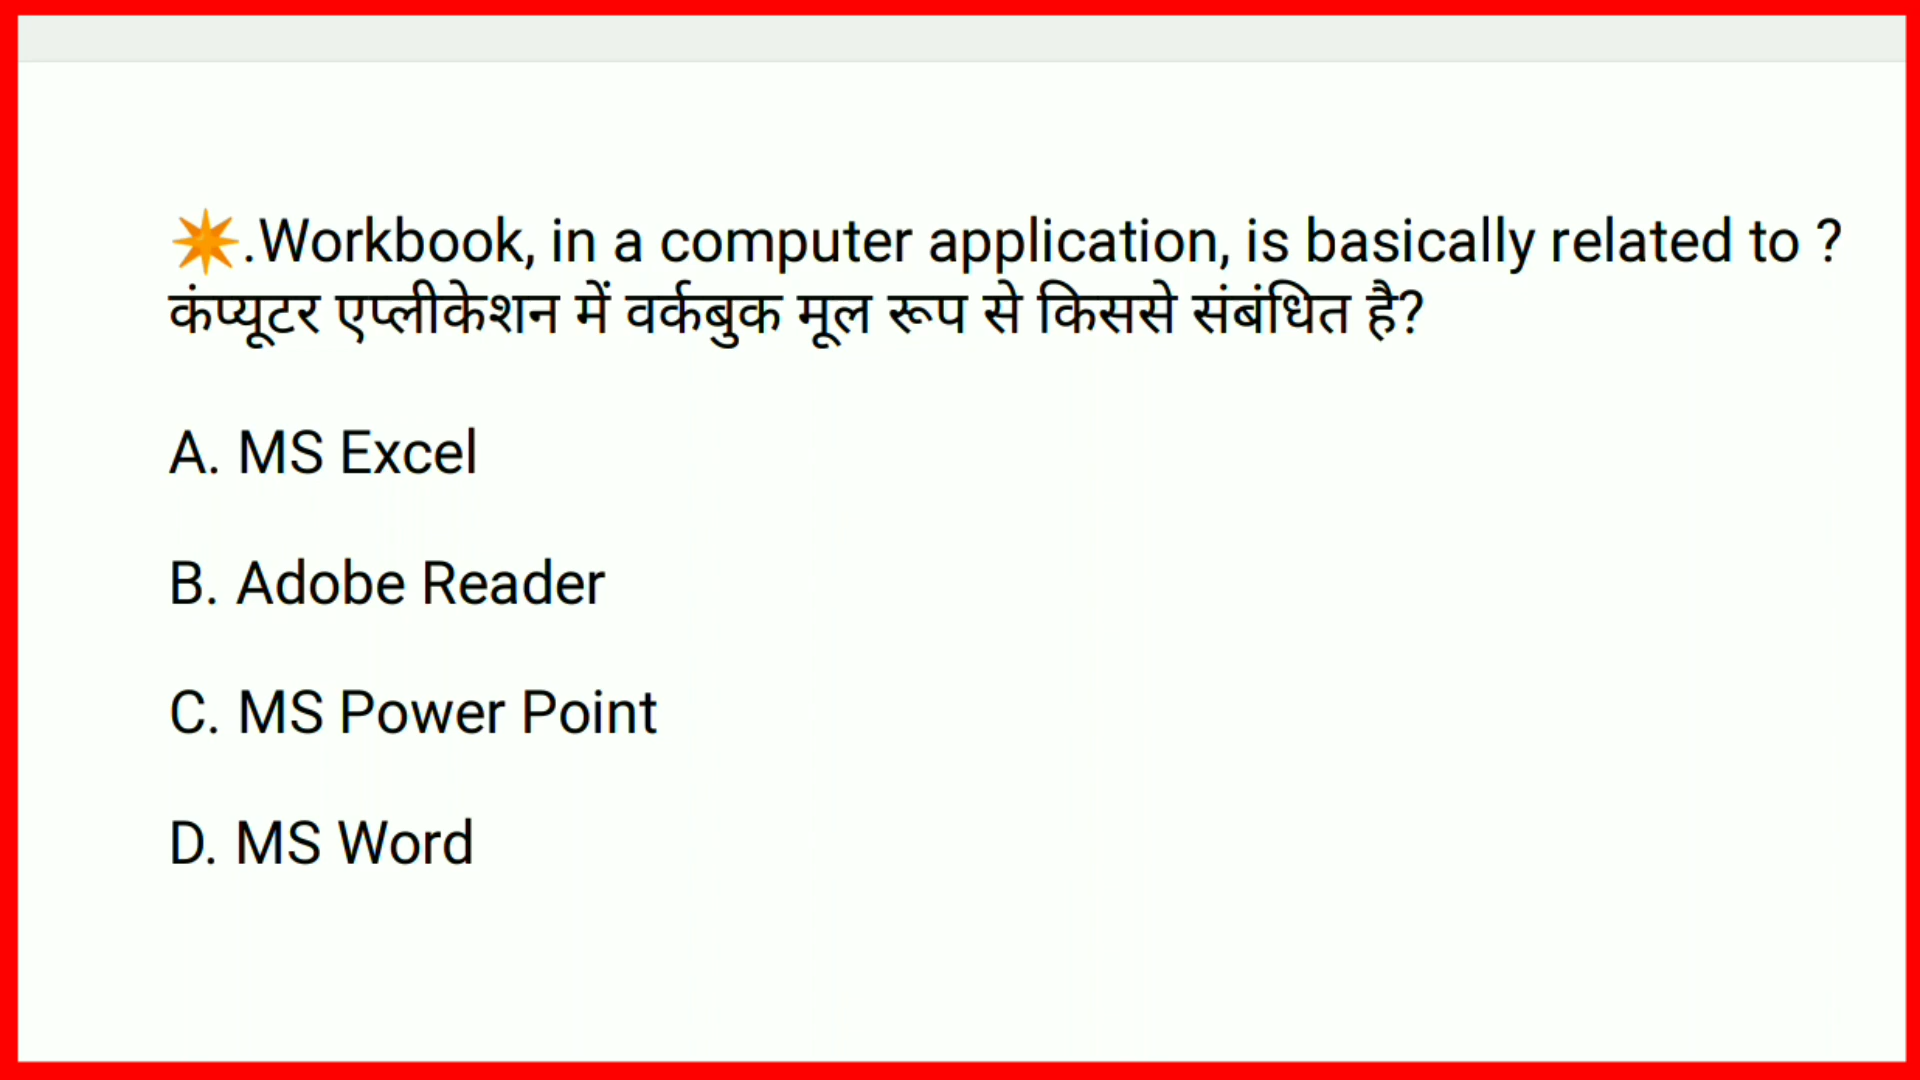 ✴.Workbook, in a computer application, is basically related to ?
कंप्यूटर एप्लीकेशन में वर्कबुक मूल रूप से किससे संबंधित है?
A. MS Excel
B. Adobe Reader
C. MS Power Point
D. MS Word